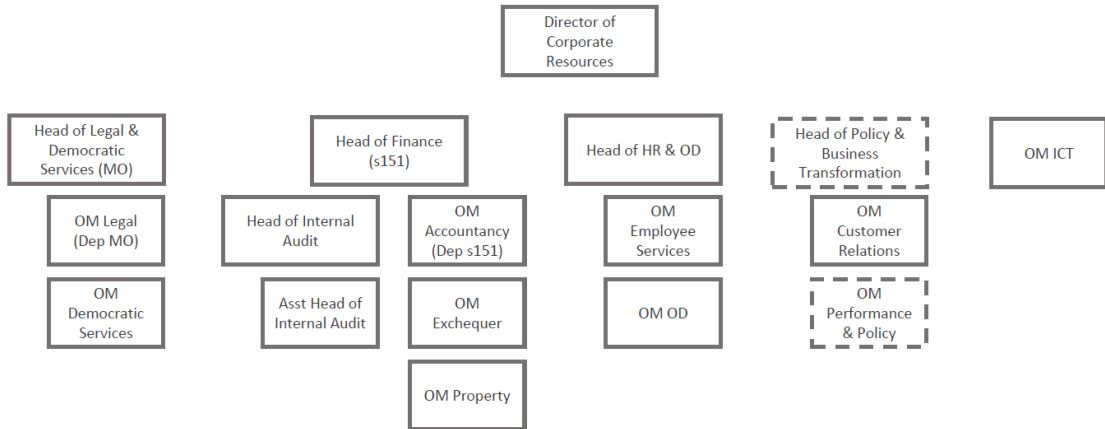 Director of
Corporate
Resources
Head of Legal &
Democratic
Services (MO)
Head of Finance
(s151)
Head of HR & OD
Head of Policy &
Business
Transformation
OM ICT
OM Legal
(Dep MO)
Head of Internal
Audit
OM
Accountancy
(Dep s151)
OM
Employee
Services
OM
Customer
Relations
OM
Democratic
Services
Asst Head of
Internal Audit
OM
Exchequer
OM OD
OM
Performance
& Policy
OM Property